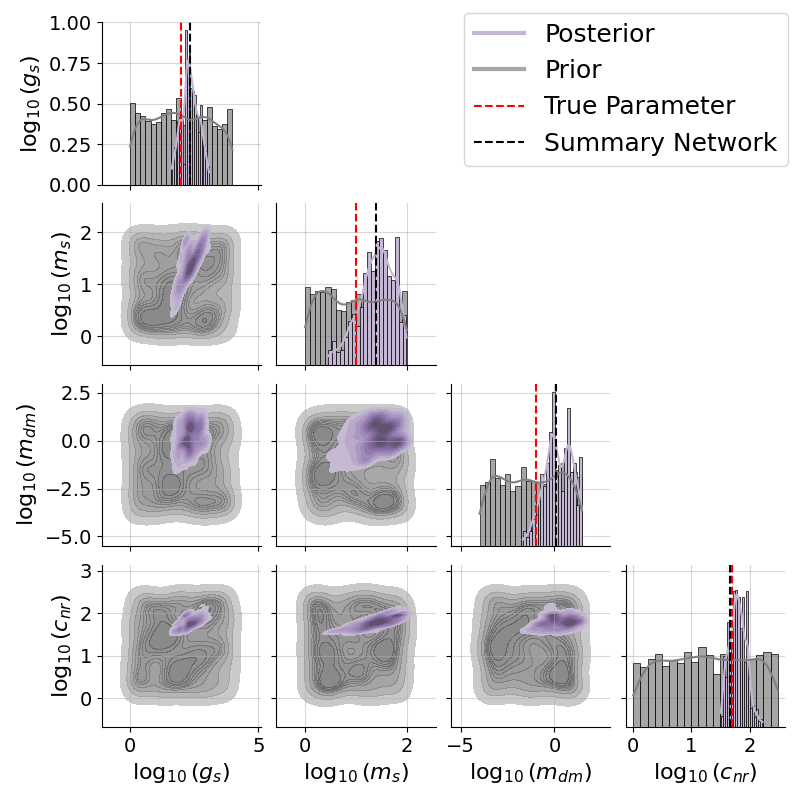 1.00
0.75
0.50
0.25
0.00
log10 (gs)
Posterior
Prior
True Parameter
Summary Network
2
1
0
log10 (ms)
2.5
0.0
−2.5
−5.0
log10 (mdm)
3
2
1
0
log10 (cnr)
0 5
0 2
−5 0
0 1 2
log10 (gs) log10 (ms) log10 (mdm) log10 (cnr)